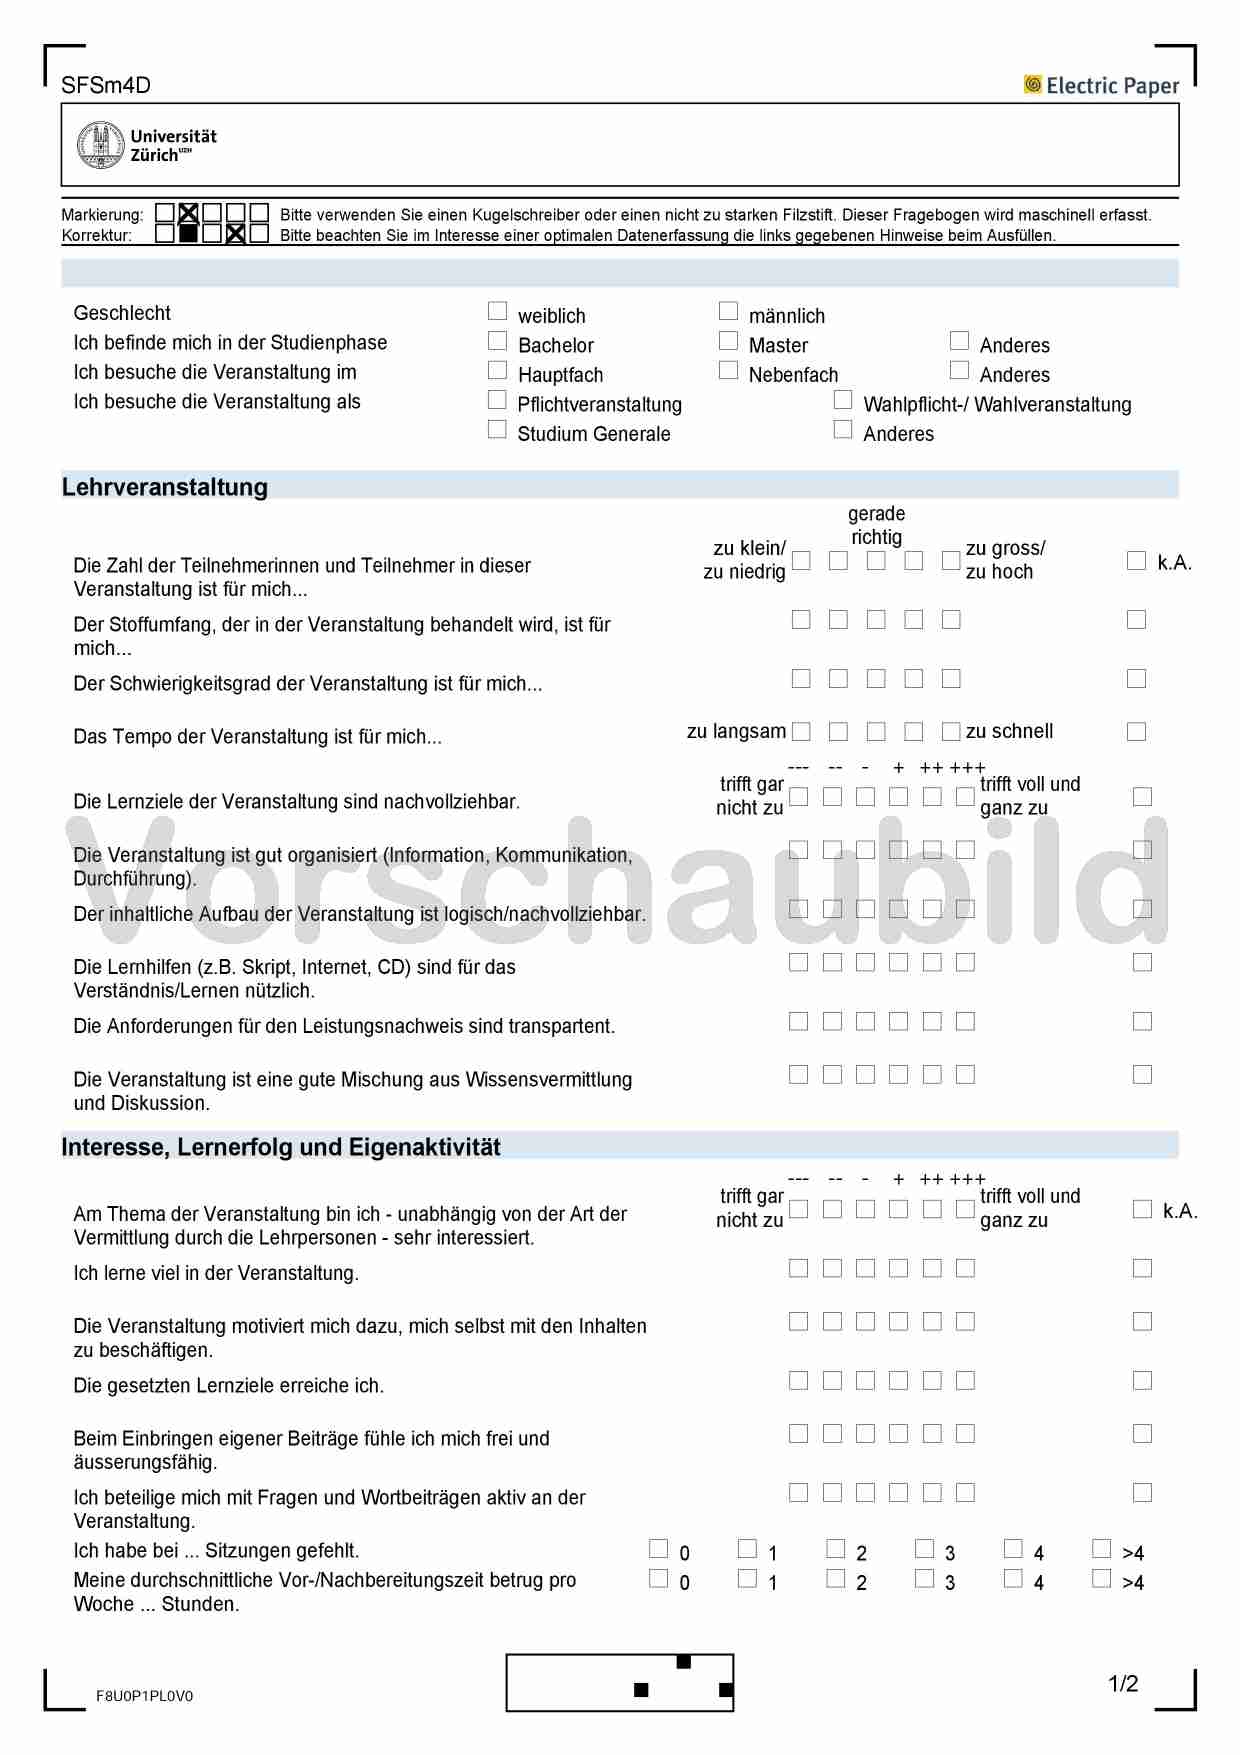 SFSm4D
Electric Paper
Universität
Zürich UZH
Markierung: Bitte verwenden Sie einen Kugelschreiber oder einen nicht zu starken Filzstift. Dieser Fragebogen wird maschinell erfasst.
Korrektur: Bitte beachten Sie im Interesse einer optimalen Datenerfassung die links gegebenen Hinweise beim Ausfüllen.
Geschlecht weiblich männlich
Ich befinde mich in der Studienphase Bachelor Master Anderes
Ich besuche die Veranstaltung im Hauptfach Nebenfach Anderes
Ich besuche die Veranstaltung als Pflichtveranstaltung Wahlpflicht-/ Wahlveranstaltung
Studium Generale Anderes
Lehrveranstaltung
gerade
richtig
zu klein/ zu gross/
Die Zahl der Teilnehmerinnen und Teilnehmer in dieser zu niedrig zu hoch k.A.
Veranstaltung ist für mich...
Der Stoffumfang, der in der Veranstaltung behandelt wird, ist für
mich...
Der Schwierigkeitsgrad der Veranstaltung ist für mich...
Das Tempo der Veranstaltung ist für mich... zu langsam zu schnell
--- -- - + ++ +++
trifft gar trifft voll und
Die Lernziele der Veranstaltung sind nachvollziehbar. nicht zu ganz zu
Vorschaubild
Die Veranstaltung ist gut organisiert (Information, Kommunikation,
Durchführung).
Der inhaltliche Aufbau der Veranstaltung ist logisch/nachvollziehbar.
Die Lernhilfen (z.B. Skript, Internet, CD) sind für das
Verständnis/Lernen nützlich.
Die Anforderungen für den Leistungsnachweis sind transpartent.
Die Veranstaltung ist eine gute Mischung aus Wissensvermittlung
und Diskussion.
Interesse, Lernerfolg und Eigenaktivität
--- -- - + ++ +++
trifft gar trifft voll und
Am Thema der Veranstaltung bin ich - unabhängig von der Art der nicht zu ganz zu k.A.
Vermittlung durch die Lehrpersonen - sehr interessiert.
Ich lerne viel in der Veranstaltung.
Die Veranstaltung motiviert mich dazu, mich selbst mit den Inhalten
zu beschäftigen.
Die gesetzten Lernziele erreiche ich.
Beim Einbringen eigener Beiträge fühle ich mich frei und
äusserungsfähig.
Ich beteilige mich mit Fragen und Wortbeiträgen aktiv an der
Veranstaltung.
Ich habe bei ... Sitzungen gefehlt. 0 1 2 3 4 >4
Meine durchschnittliche Vor-/Nachbereitungszeit betrug pro 0 1 2 3 4 >4
Woche ... Stunden.
F8U0P1PL0V0
1/2